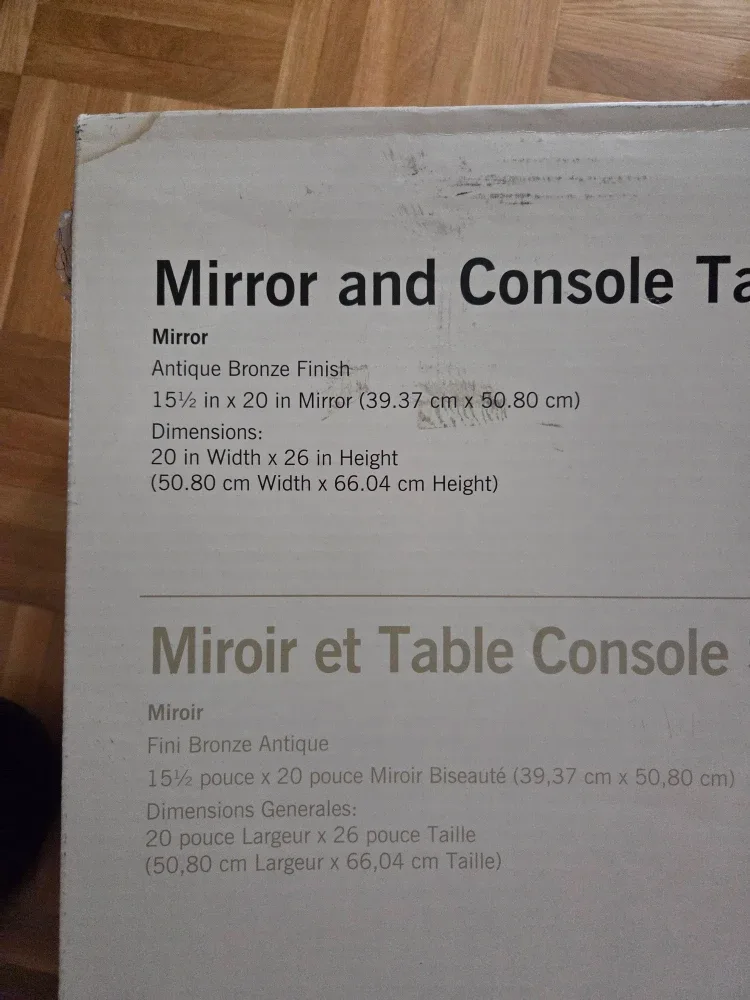 Mirror and Console Ta
Mirror
Antique Bronze Finish
15½ in x 20 in Mirror (39.37 cm x 50.80 cm)
Dimensions:
20 in Width x 26 in Height
(50.80 cm Width x 66.04 cm Height)
Miroir et Table Console
Miroir
Fini Bronze Antique
15½ pouce x 20 pouce Miroir Biseauté (39,37 cm x 50,80 cm)
Dimensions Generales:
20 pouce Largeur x 26 pouce Taille
(50,80 cm Largeur x 66,04 cm Taille)